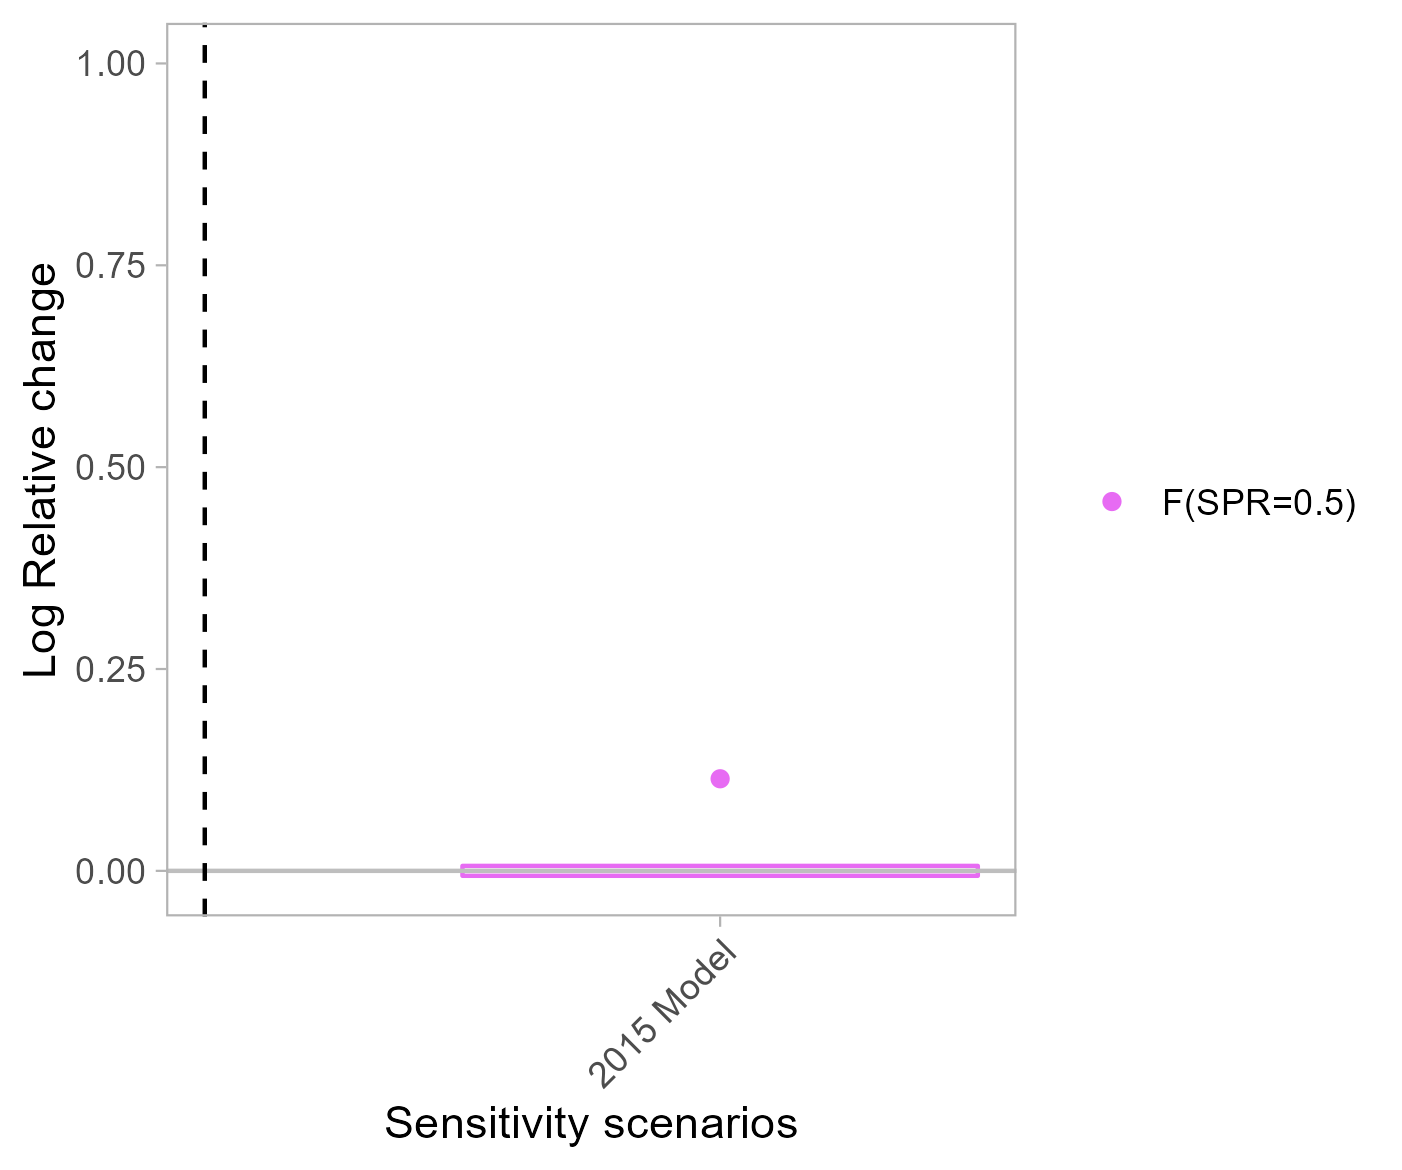 Log Relative change
1.00
0.75
0.50
0.25
0.00
2015 Model
Sensitivity scenarios
F(SPR=0.5)